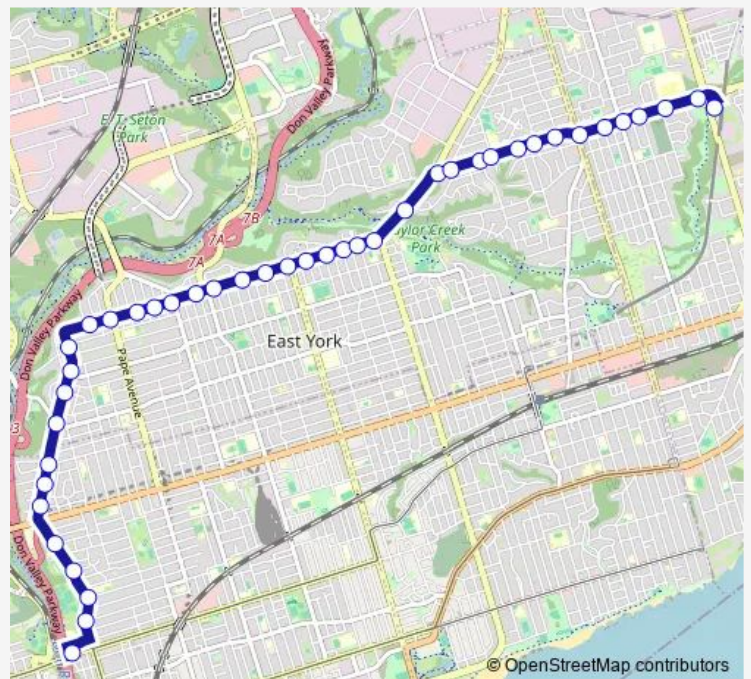 Don Valley Parkway
E. T. Seton
Park
7B
7A
7A
aylor Creek
Park
Don Valley Parkway
East York
Pape Avenue
Don Valley Parkway
© OpenStreetMap contributors